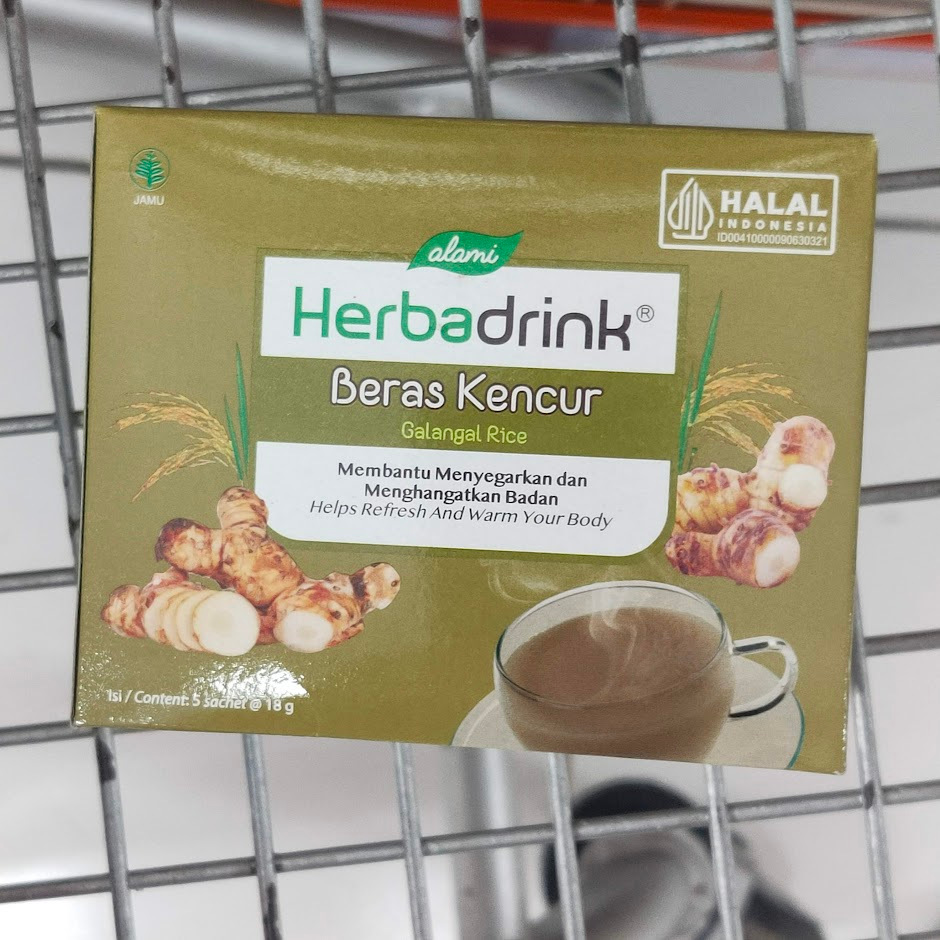 JAMU
HALAL
INDONESIA
ID00410000090630321
alami
Herbadrink®
Beras Kencur
Galangal Rice
Membantu Menyegarkan dan
Menghangatkan Badan
Helps Refresh And Warm Your Body
Isi / Content: 5 sachet @ 18 g